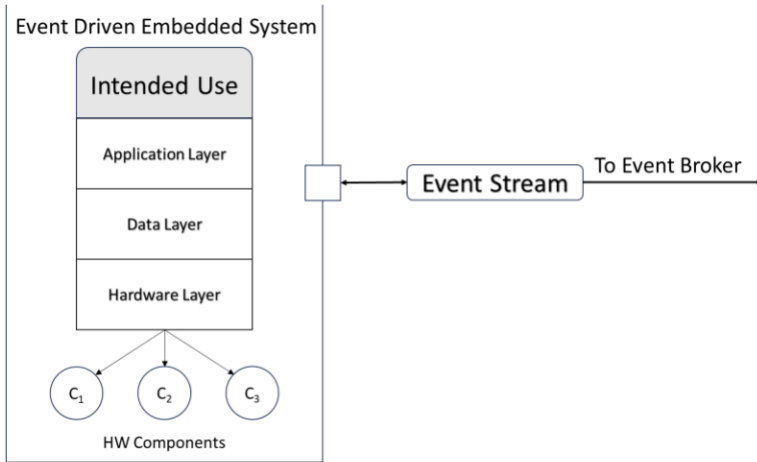 Event Driven Embedded System
Intended Use
Application Layer
Data Layer
Hardware Layer
C₁
C₂
C₃
HW Components
Event Stream
To Event Broker